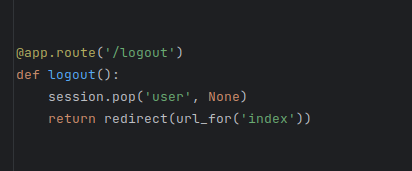 @app.route('/logout')
def logout():
    session.pop('user', None)
    return redirect(url_for('index'))